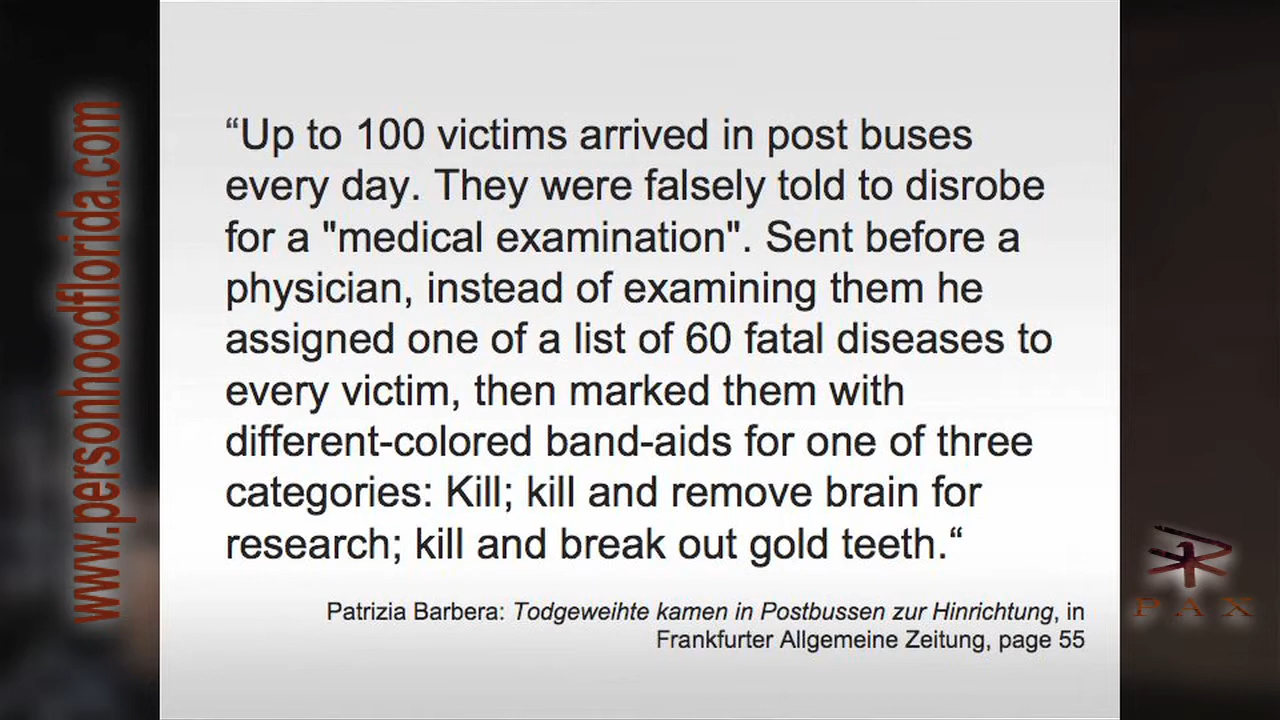 www.personhoodflorida.com
“Up to 100 victims arrived in post buses
every day. They were falsely told to disrobe
for a "medical examination". Sent before a
physician, instead of examining them he
assigned one of a list of 60 fatal diseases to
every victim, then marked them with
different-colored band-aids for one of three
categories: Kill; kill and remove brain for
research; kill and break out gold teeth.“
Patrizia Barbera: Todgeweihte kamen in Postbussen zur Hinrichtung, in
Frankfurter Allgemeine Zeitung, page 55
PAX